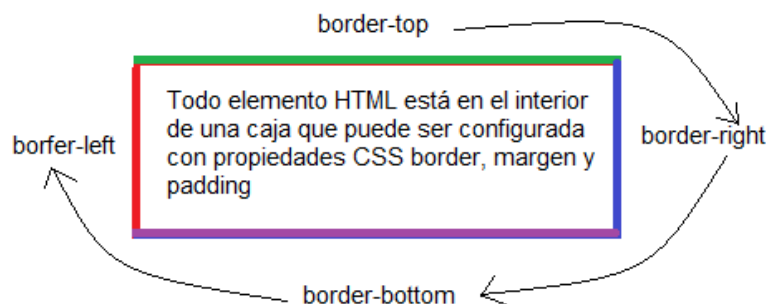 border-top
Todo elemento HTML está en el interior
de una caja que puede ser configurada
con propiedades CSS border, margen y
padding
borfer-left
border-right
border-bottom